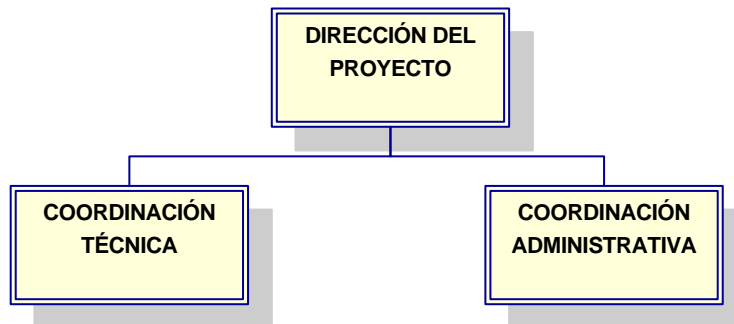 DIRECCIÓN DEL
PROYECTO
COORDINACIÓN
TÉCNICA
COORDINACIÓN
ADMINISTRATIVA